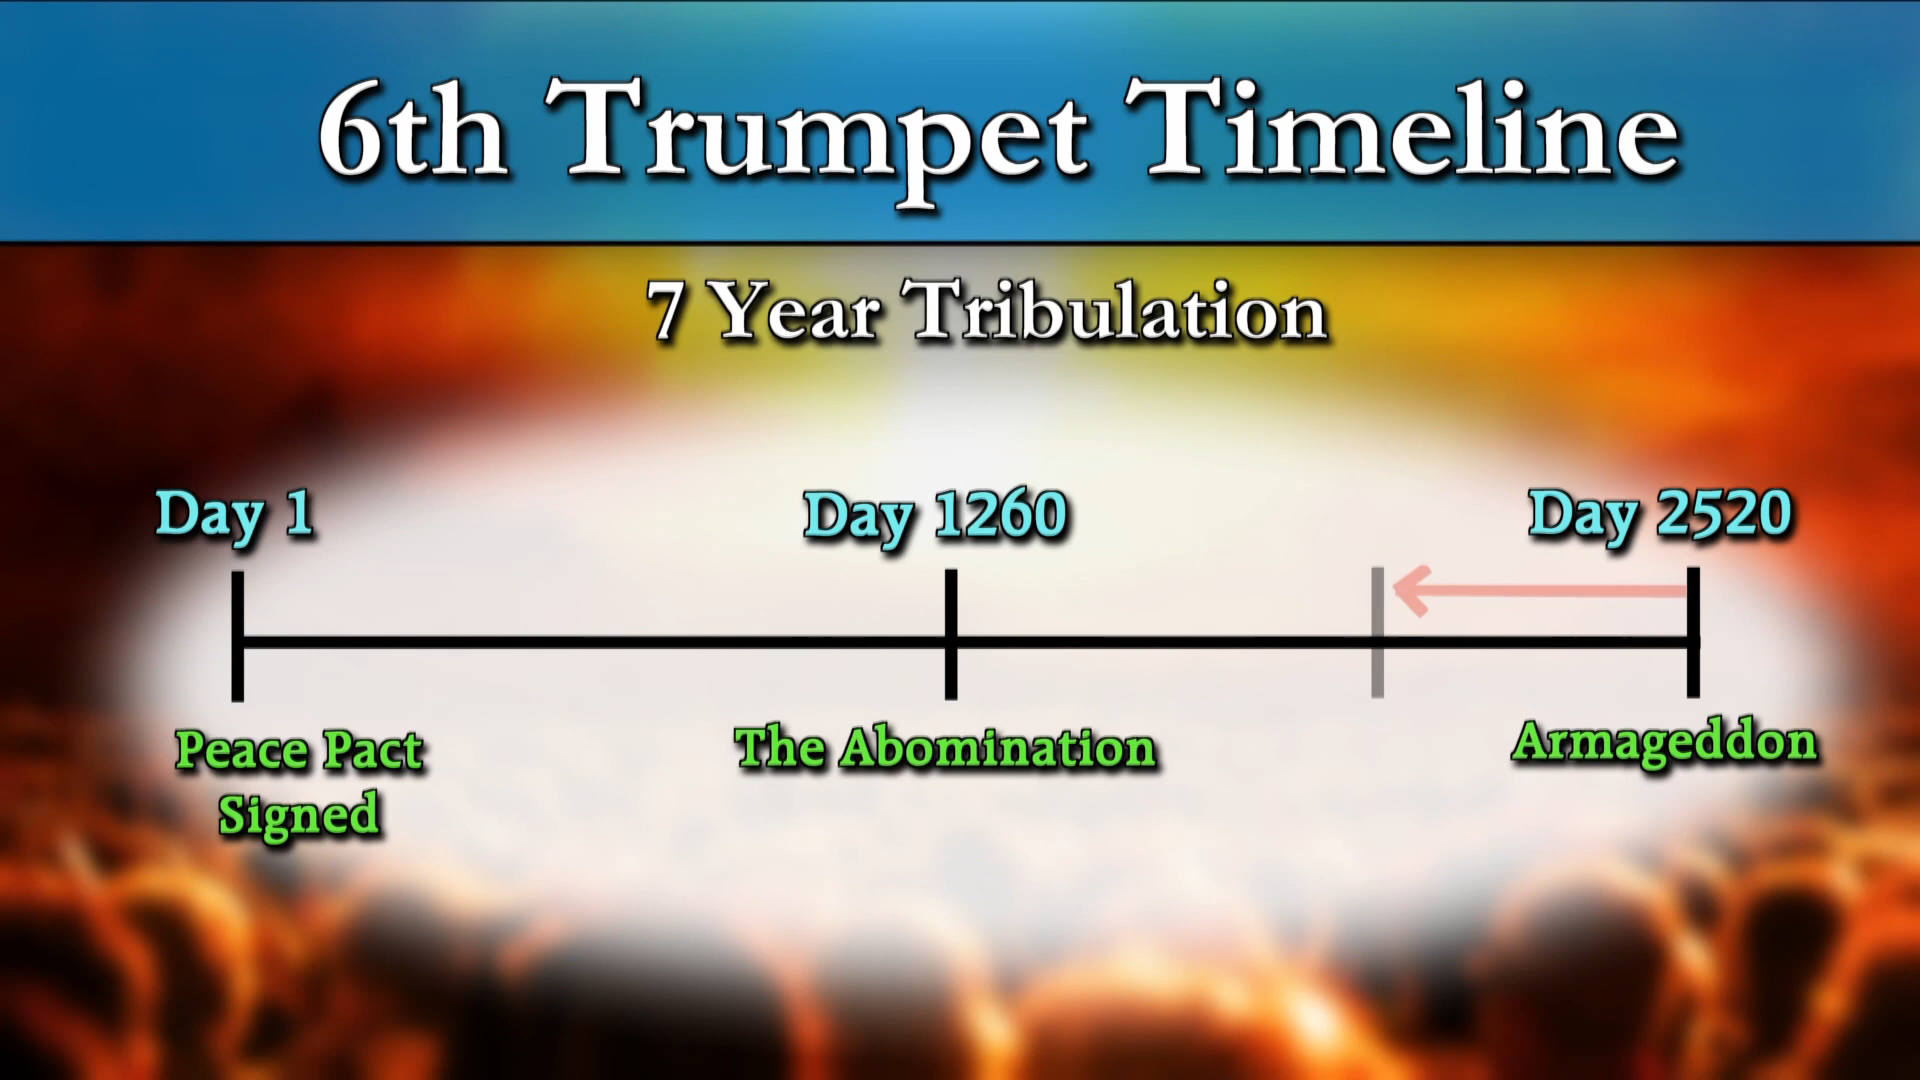 6th Trumpet Timeline
7 Year Tribulation
Day 1
Day 1260
Day 2520
Peace Pact
Signed
The Abomination
Armageddon